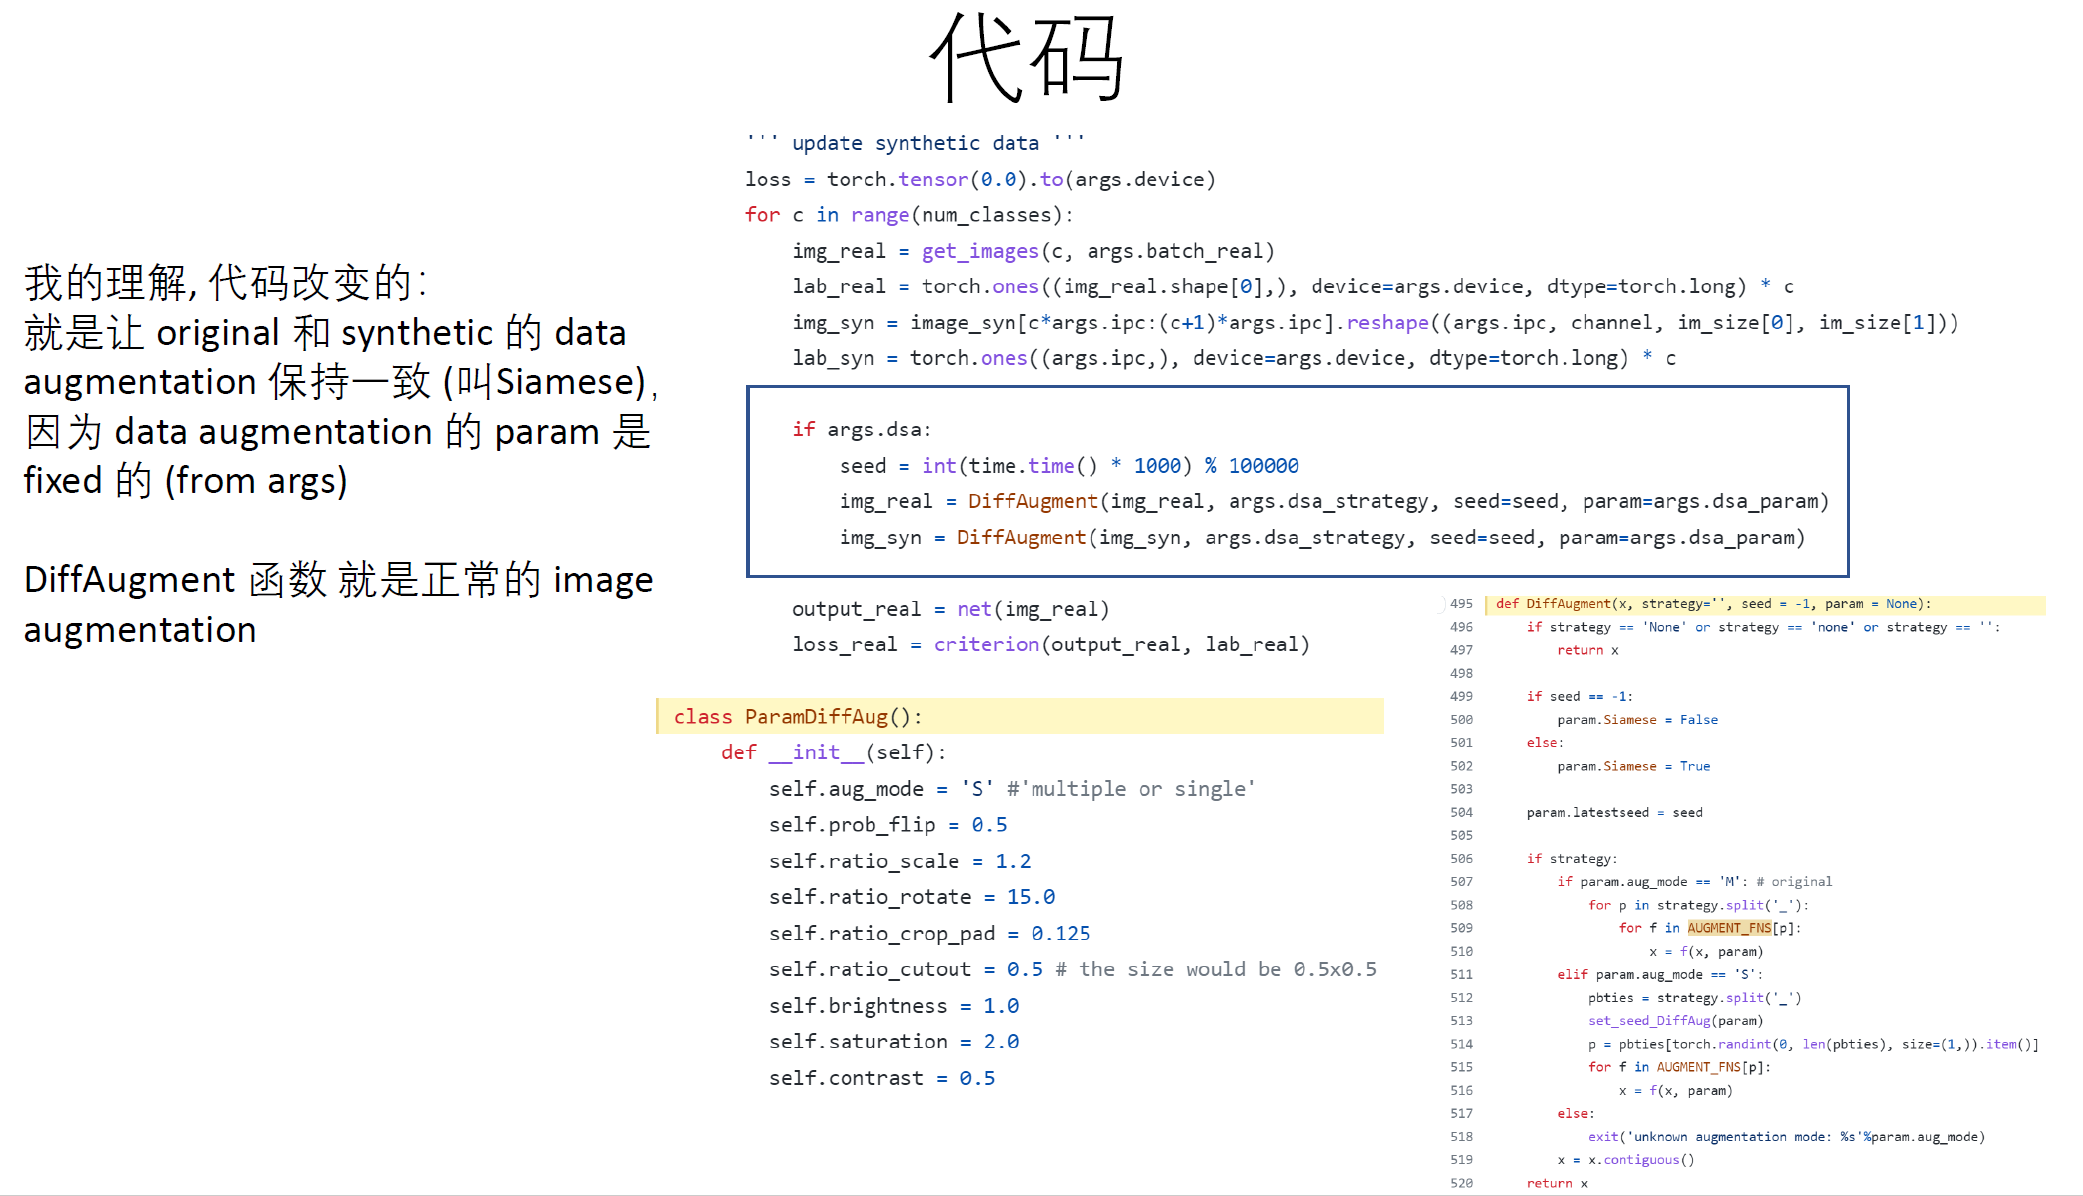 代码
''' update synthetic data '''
loss = torch.tensor(0.0).to(args.device)
for c in range(num_classes):
    img_real = get_images(c, args.batch_real)
    lab_real = torch.ones((img_real.shape[0],), device=args.device, dtype=torch.long) * c
    img_syn = image_syn[c*args.ipc:(c+1)*args.ipc].reshape((args.ipc, channel, im_size[0], im_size[1]))
    lab_syn = torch.ones((args.ipc,), device=args.device, dtype=torch.long) * c
    if args.dsa:
        seed = int(time.time() * 1000) % 100000
        img_real = DiffAugment(img_real, args.dsa_strategy, seed=seed, param=args.dsa_param)
        img_syn = DiffAugment(img_syn, args.dsa_strategy, seed=seed, param=args.dsa_param)
    output_real = net(img_real)
    loss_real = criterion(output_real, lab_real)
我的理解, 代码改变的:
就是让 original 和 synthetic 的 data
augmentation 保持一致 (叫Siamese),
因为 data augmentation 的 param 是
fixed 的 (from args)
DiffAugment 函数 就是正常的 image
augmentation
class ParamDiffAug():
    def __init__(self):
        self.aug_mode = 'S' #'multiple or single'
        self.prob_flip = 0.5
        self.ratio_scale = 1.2
        self.ratio_rotate = 15.0
        self.ratio_crop_pad = 0.125
        self.ratio_cutout = 0.5 # the size would be 0.5x0.5
        self.brightness = 1.0
        self.saturation = 2.0
        self.contrast = 0.5
495 def DiffAugment(x, strategy='', seed = -1, param = None):
496     if strategy == 'None' or strategy == 'none' or strategy == '':
497         return x
498
499     if seed == -1:
500         param.Siamese = False
501     else:
502         param.Siamese = True
503
504     param.latestseed = seed
505
506     if strategy:
507         if param.aug_mode == 'M': # original
508             for p in strategy.split('_'):
509                 for f in AUGMENT_FNS[p]:
510                     x = f(x, param)
511         elif param.aug_mode == 'S':
512             pbties = strategy.split('_')
513             set_seed_DiffAug(param)
514             p = pbties[torch.randint(0, len(pbties), size=(1,)).item()]
515             for f in AUGMENT_FNS[p]:
516                 x = f(x, param)
517         else:
518             exit('unknown augmentation mode: %s'%param.aug_mode)
519         x = x.contiguous()
520     return x